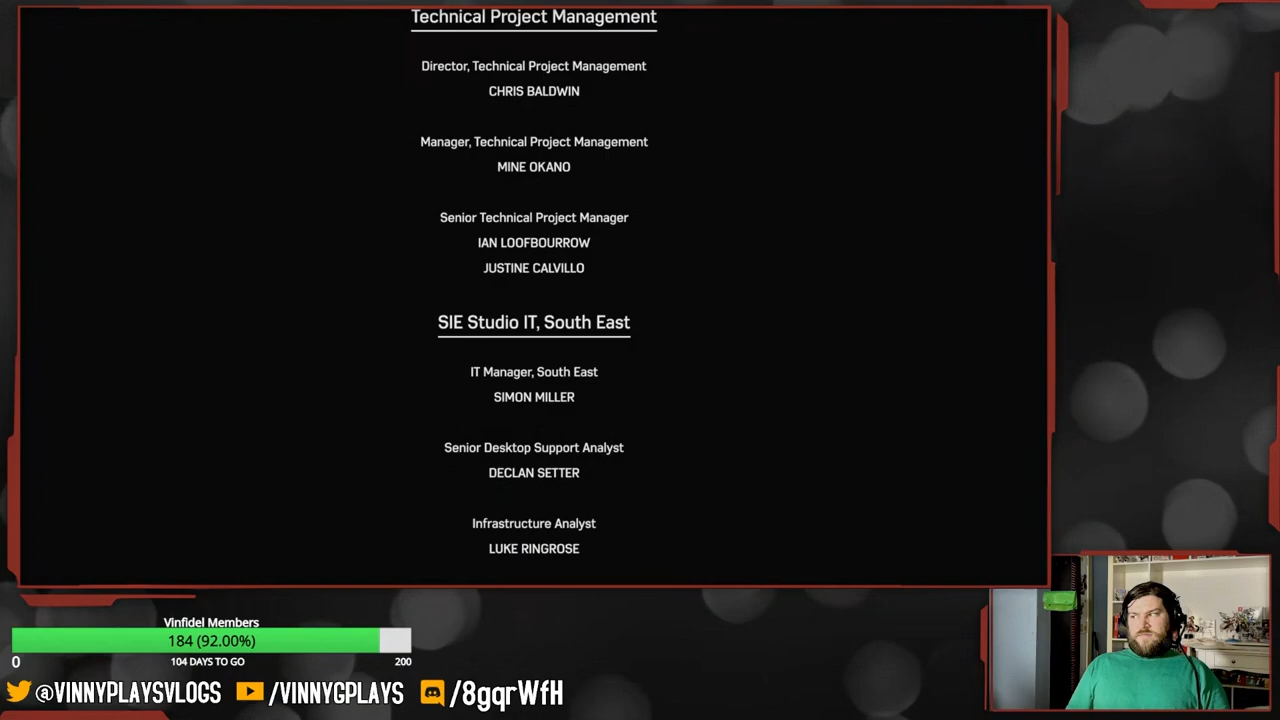 Technical Project Management
Director, Technical Project Management
CHRIS BALDWIN
Manager, Technical Project Management
MINE OKANO
Senior Technical Project Manager
IAN LOOFBOURROW
JUSTINE CALVILLO
SIE Studio IT, South East
IT Manager, South East
SIMON MILLER
Senior Desktop Support Analyst
DECLAN SETTER
Infrastructure Analyst
LUKE RINGROSE
Vinfidel Members
184 (92.00%)
0 104 DAYS TO GO 200
@VINNYPLAYSVLOGS /VINNYGPLAYS /8gqrWfH